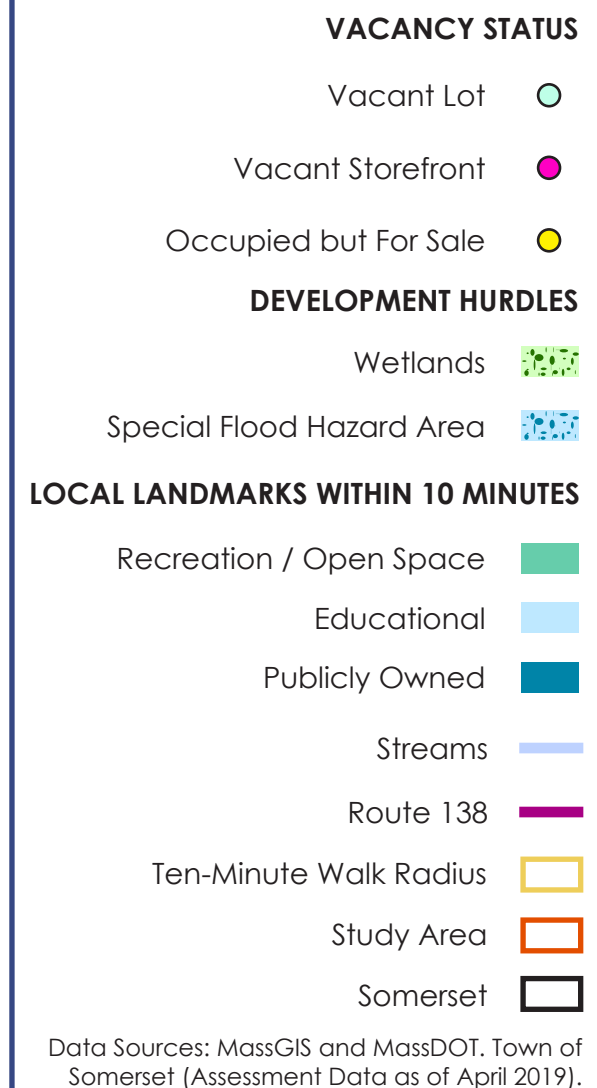 VACANCY STATUS
Vacant Lot
Vacant Storefront
Occupied but For Sale
DEVELOPMENT HURDLES
Wetlands
Special Flood Hazard Area
LOCAL LANDMARKS WITHIN 10 MINUTES
Recreation / Open Space
Educational
Publicly Owned
Streams
Route 138
Ten-Minute Walk Radius
Study Area
Somerset
Data Sources: MassGIS and MassDOT. Town of
Somerset (Assessment Data as of April 2019).